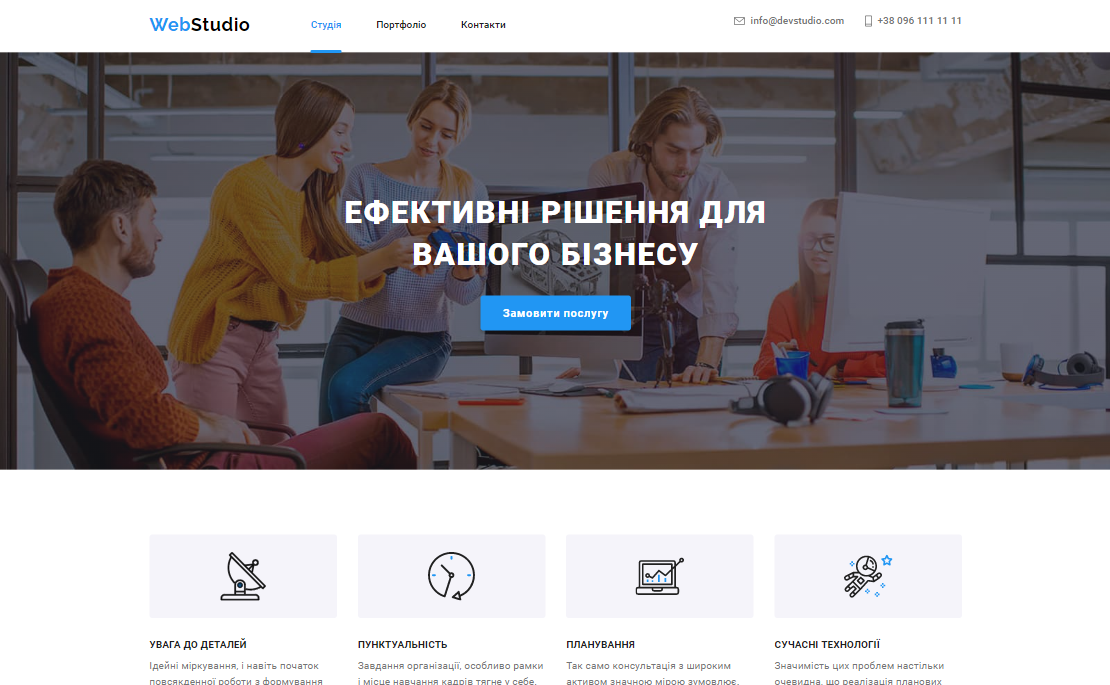 WebStudio
Студія Портфоліо Контакти
info@devstudio.com +38 096 111 11 11
ЕФЕКТИВНІ РІШЕННЯ ДЛЯ
ВАШОГО БІЗНЕСУ
Замовити послугу
УВАГА ДО ДЕТАЛЕЙ
Ідейні міркування, і навіть початок
повсякденної роботи з формування
ПУНКТУАЛЬНІСТЬ
Завдання організації, особливо рамки
і місце навчання кадрів тягне у себе.
ПЛАНУВАННЯ
Так само консультація з широким
активом значною мірою зумовлює.
СУЧАСНІ ТЕХНОЛОГІЇ
Значимість цих проблем настільки
очевидна, що реалізація планових